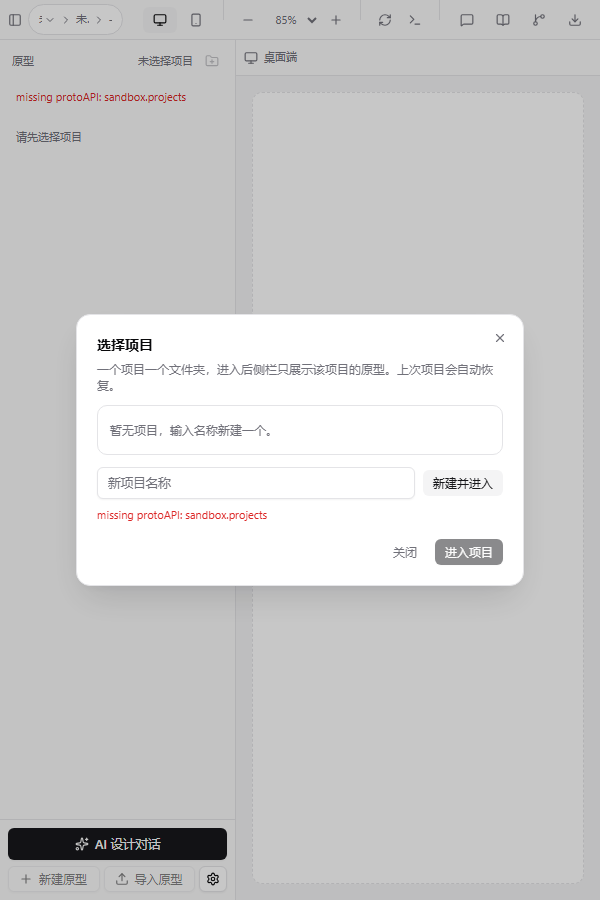 未. -
85%
原型 未选择项目
桌面端
missing protoAPI: sandbox.projects
请先选择项目
选择项目
一个项目一个文件夹，进入后侧栏只展示该项目的原型。上次项目会自动恢
复。
暂无项目，输入名称新建一个。
新项目名称 新建并进入
missing protoAPI: sandbox.projects
关闭 进入项目
AI 设计对话
新建原型 导入原型